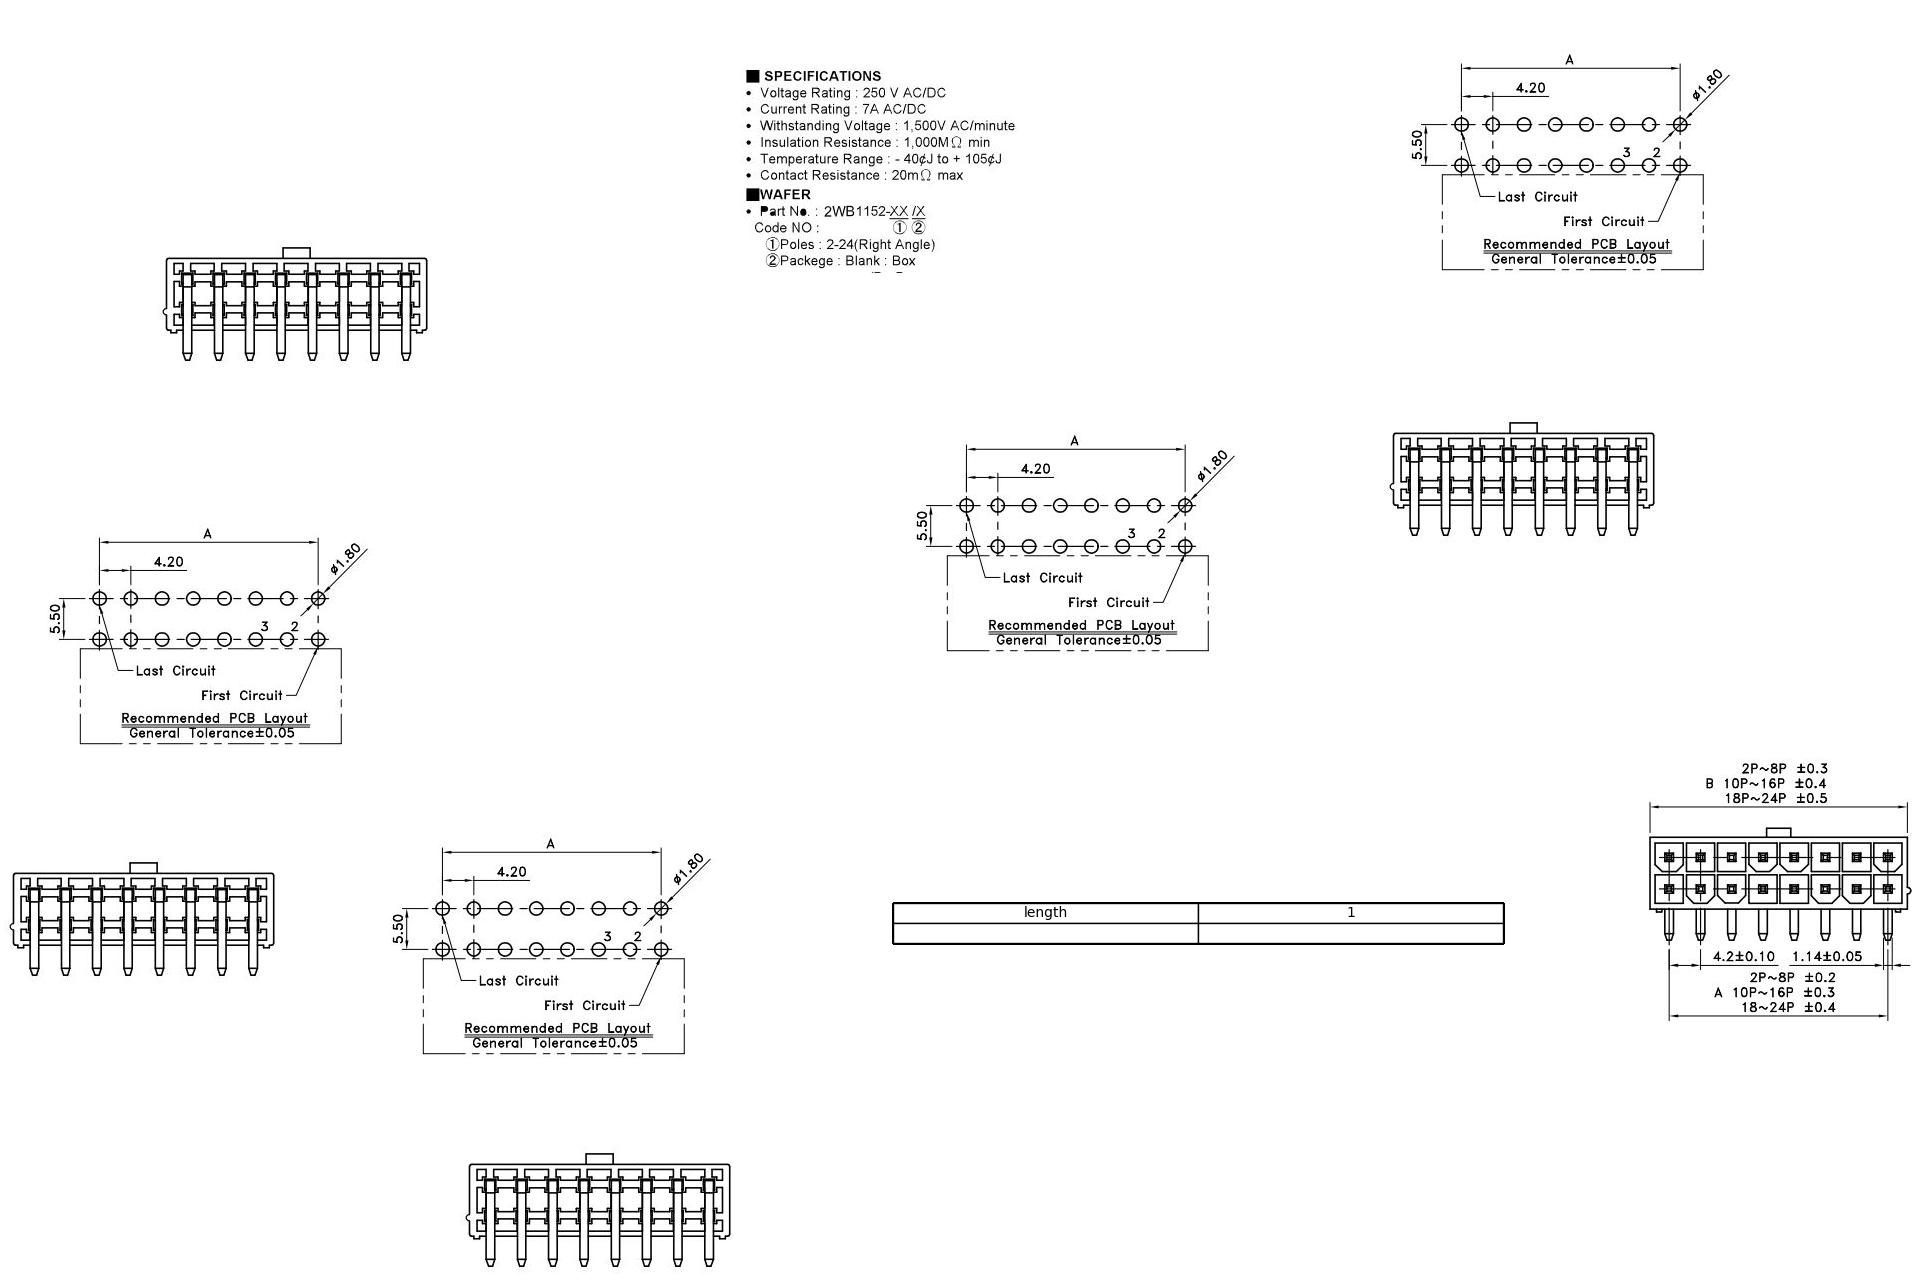 ■ SPECIFICATIONS
• Voltage Rating : 250 V AC/DC
• Current Rating : 7A AC/DC
• Withstanding Voltage : 1,500V AC/minute
• Insulation Resistance : 1,000MΩ min
• Temperature Range : - 40¢J to + 105¢J
• Contact Resistance : 20mΩ max
■WAFER
• Part No. : 2WB1152-XX /X
Code NO : ① ②
①Poles : 2-24(Right Angle)
②Packege : Blank : Box
A
4.20
ø1.80
5.50
3 2
Last Circuit
First Circuit
Recommended PCB Layout
General Tolerance±0.05
A
4.20
ø1.80
5.50
3 2
Last Circuit
First Circuit
Recommended PCB Layout
General Tolerance±0.05
A
4.20
ø1.80
5.50
3 2
Last Circuit
First Circuit
Recommended PCB Layout
General Tolerance±0.05
2P~8P ±0.3
B 10P~16P ±0.4
18P~24P ±0.5
4.2±0.10 1.14±0.05
2P~8P ±0.2
A 10P~16P ±0.3
18~24P ±0.4
A
4.20
ø1.80
5.50
3 2
Last Circuit
First Circuit
Recommended PCB Layout
General Tolerance±0.05
length 1